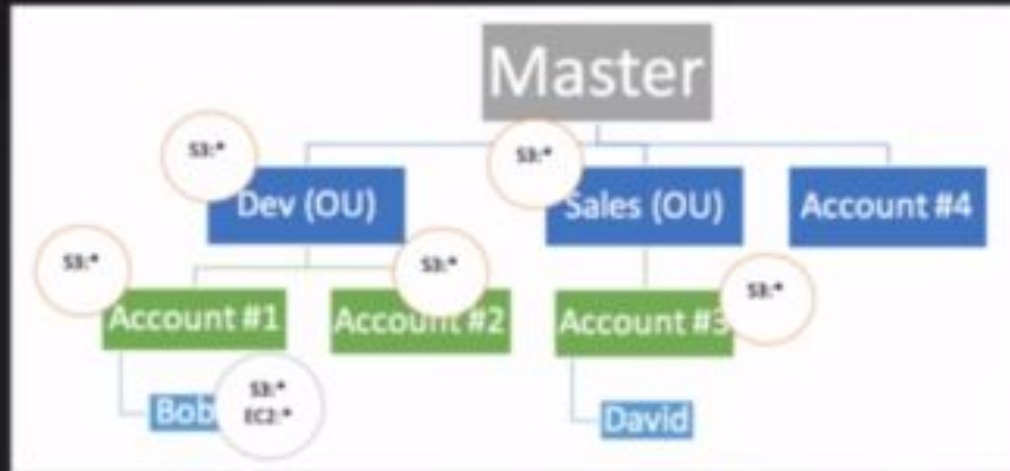 Master
S3:*
S3:*
Dev (OU)
Sales (OU)
Account #4
S3:*
S3:*
S3:*
Account #1
Account #2
Account #3
S3:*
EC2:*
Bob
David